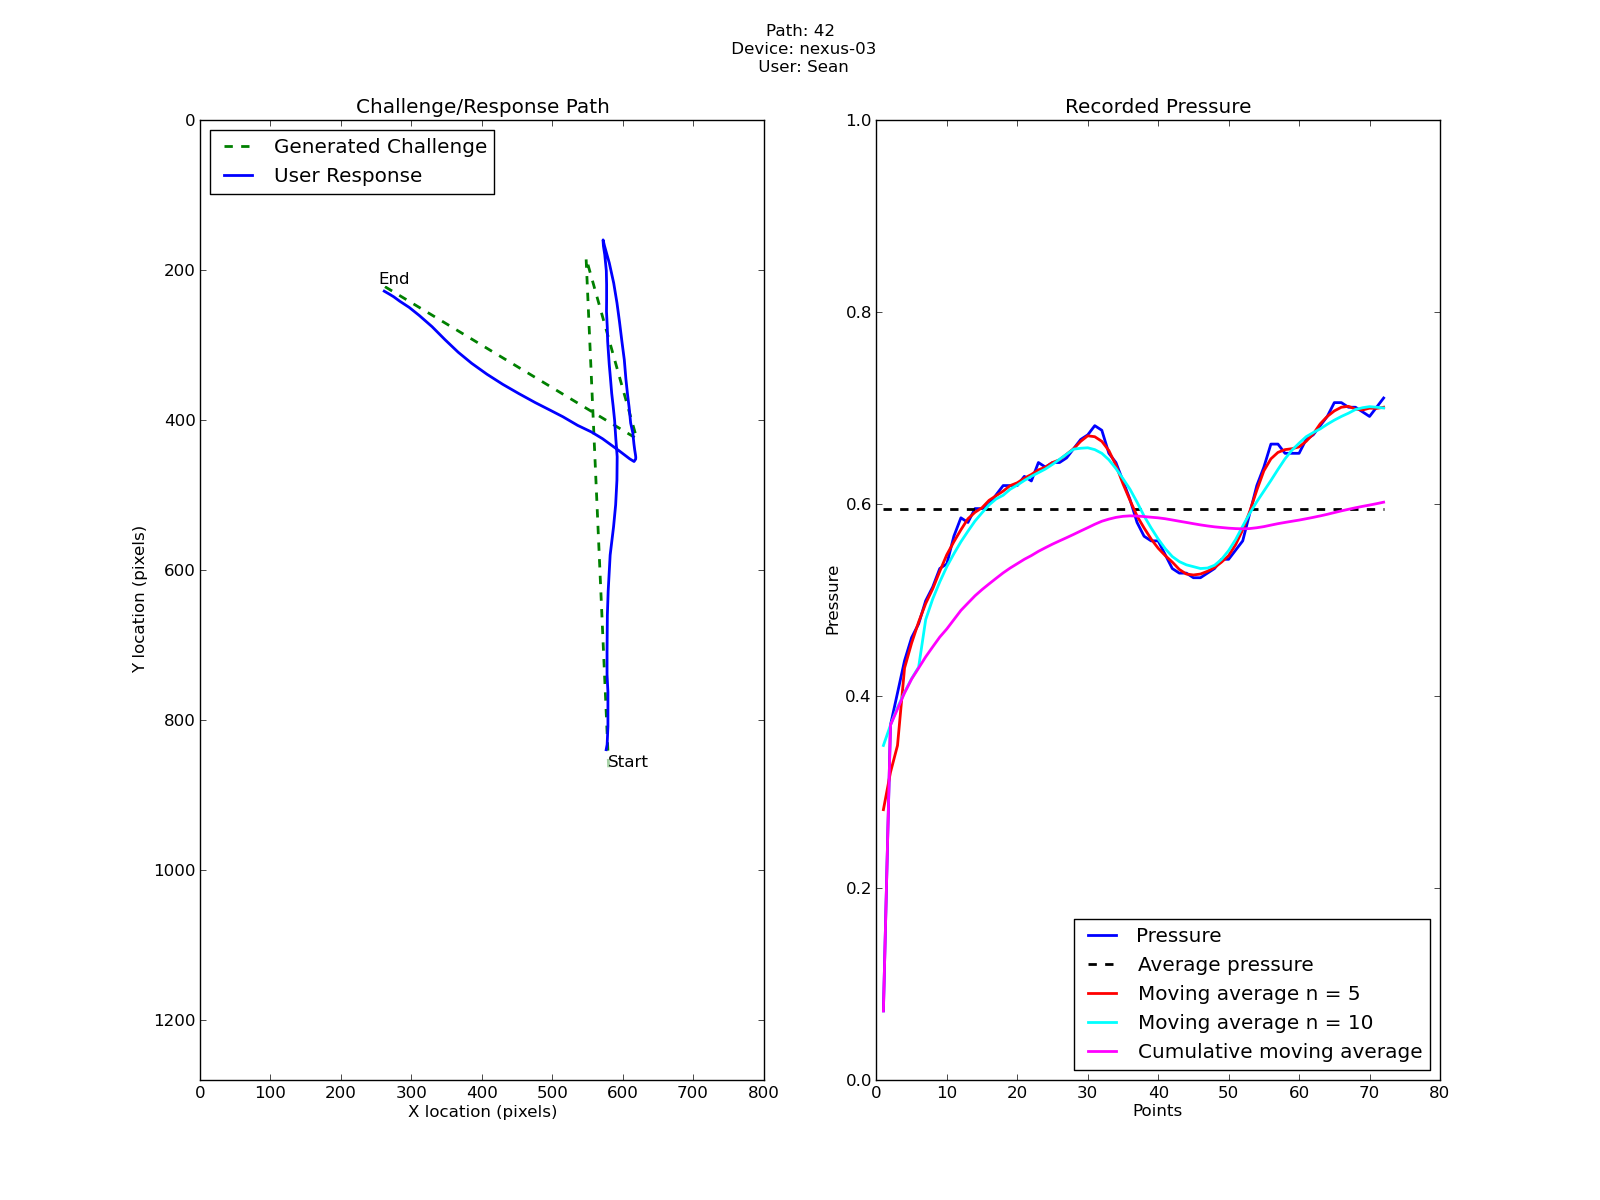 Path: 42
Device: nexus-03
User: Sean
Challenge/Response Path
Generated Challenge
User Response
End
Start
0
200
400
600
800
1000
1200
Y location (pixels)
0 100 200 300 400 500 600 700 800
X location (pixels)
Recorded Pressure
1.0
0.8
0.6
0.4
0.2
0.0
Pressure
Pressure
Average pressure
Moving average n = 5
Moving average n = 10
Cumulative moving average
0 10 20 30 40 50 60 70 80
Points